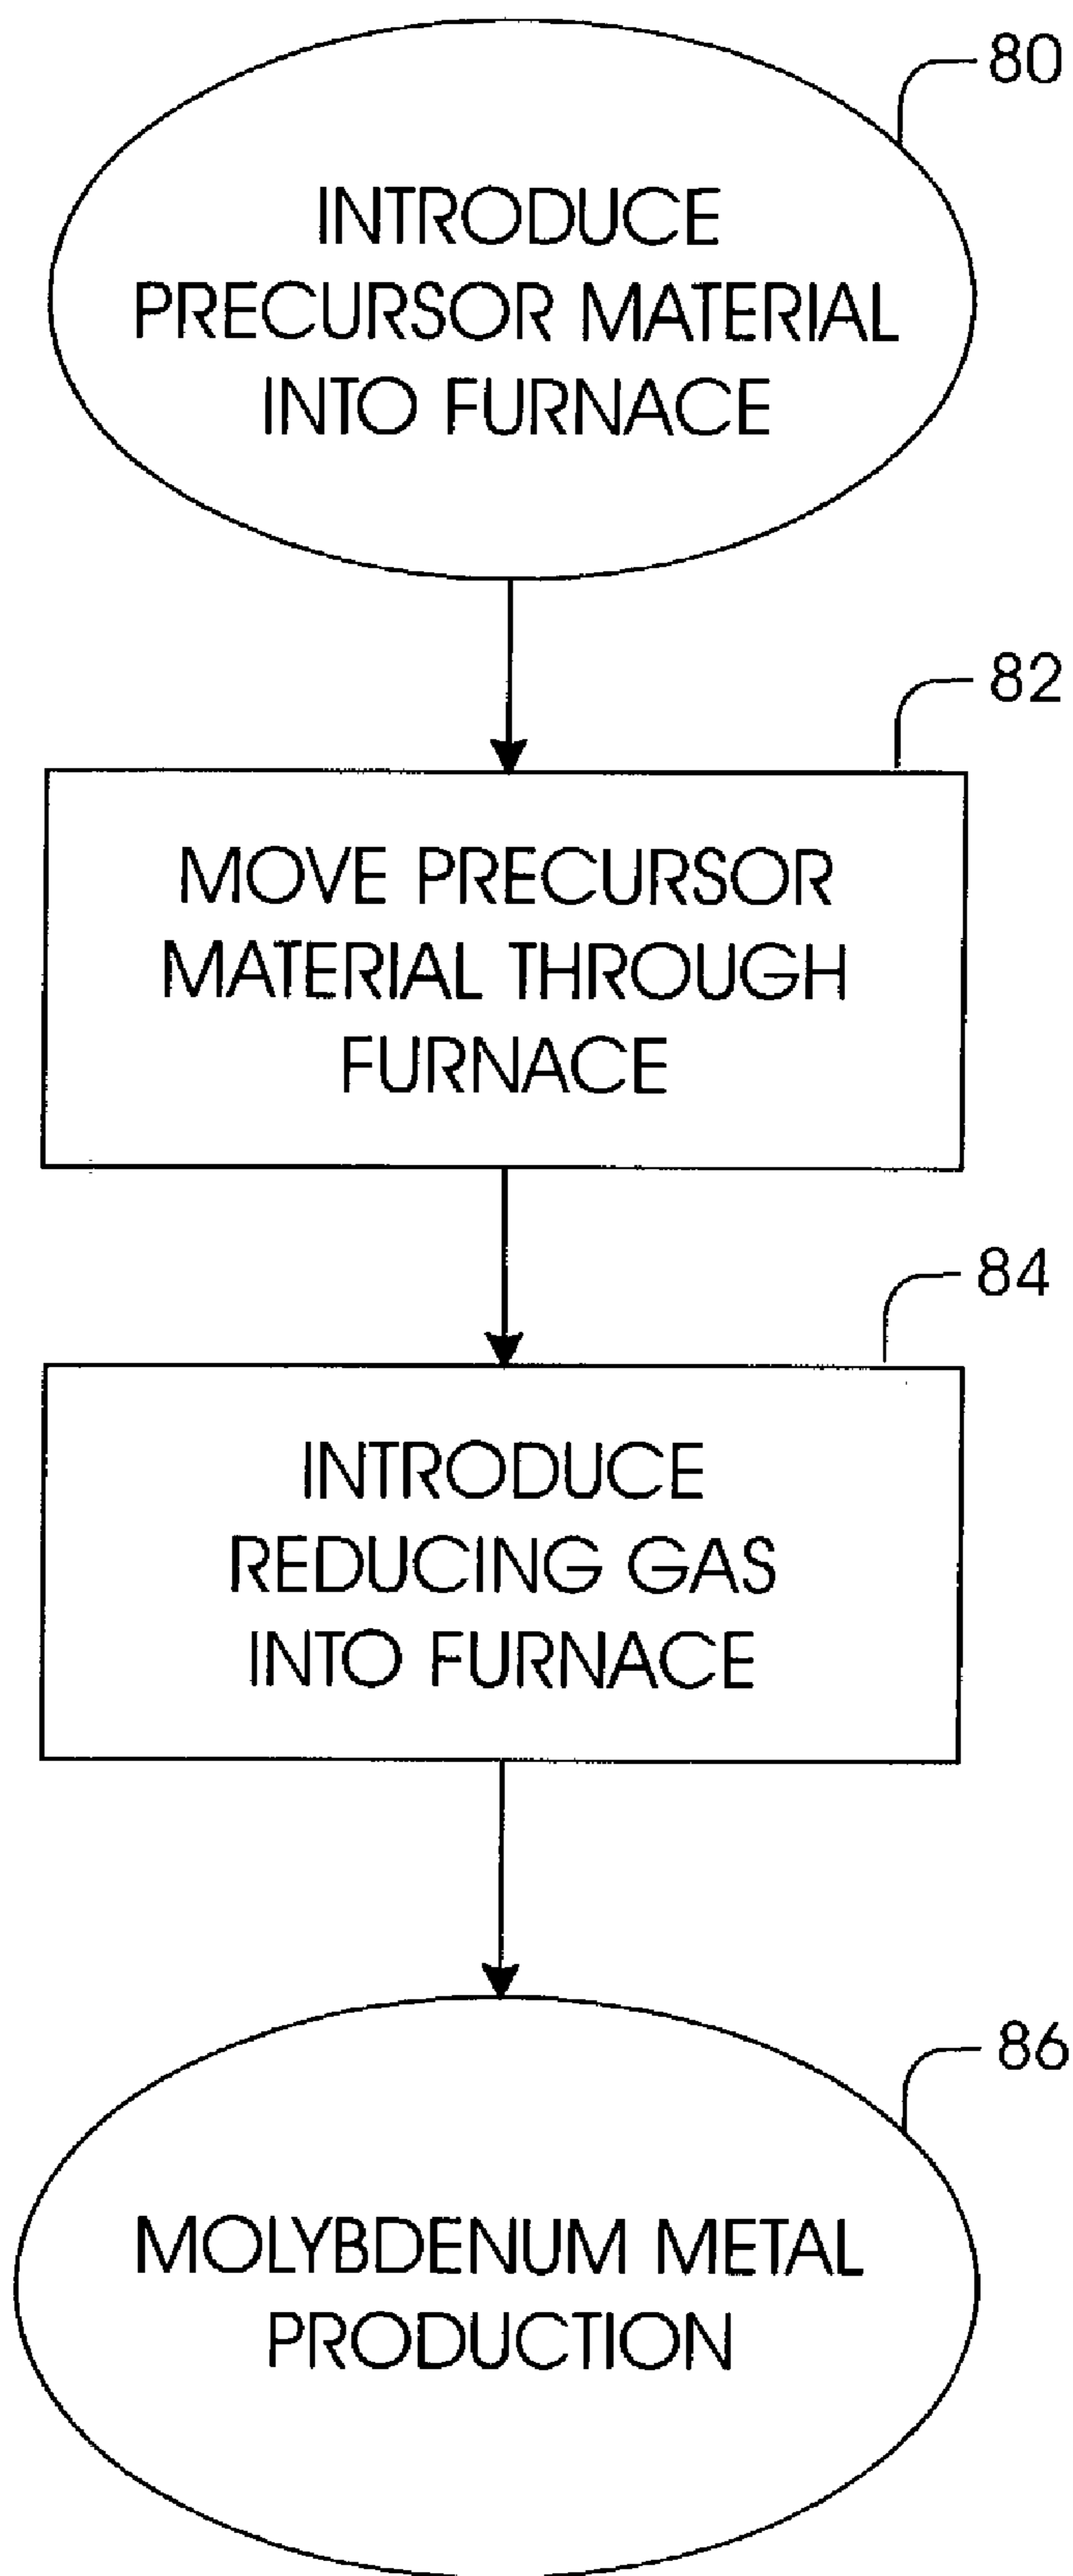 80
INTRODUCE
PRECURSOR MATERIAL
INTO FURNACE
82
MOVE PRECURSOR
MATERIAL THROUGH
FURNACE
84
INTRODUCE
REDUCING GAS
INTO FURNACE
86
MOLYBDENUM METAL
PRODUCTION